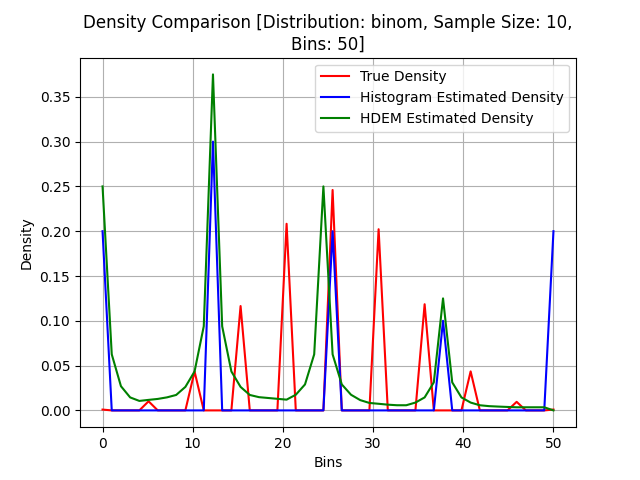 Density Comparison [Distribution: binom, Sample Size: 10,
Bins: 50]
True Density
Histogram Estimated Density
HDEM Estimated Density
Density
0.35
0.30
0.25
0.20
0.15
0.10
0.05
0.00
0 10 20 30 40 50
Bins